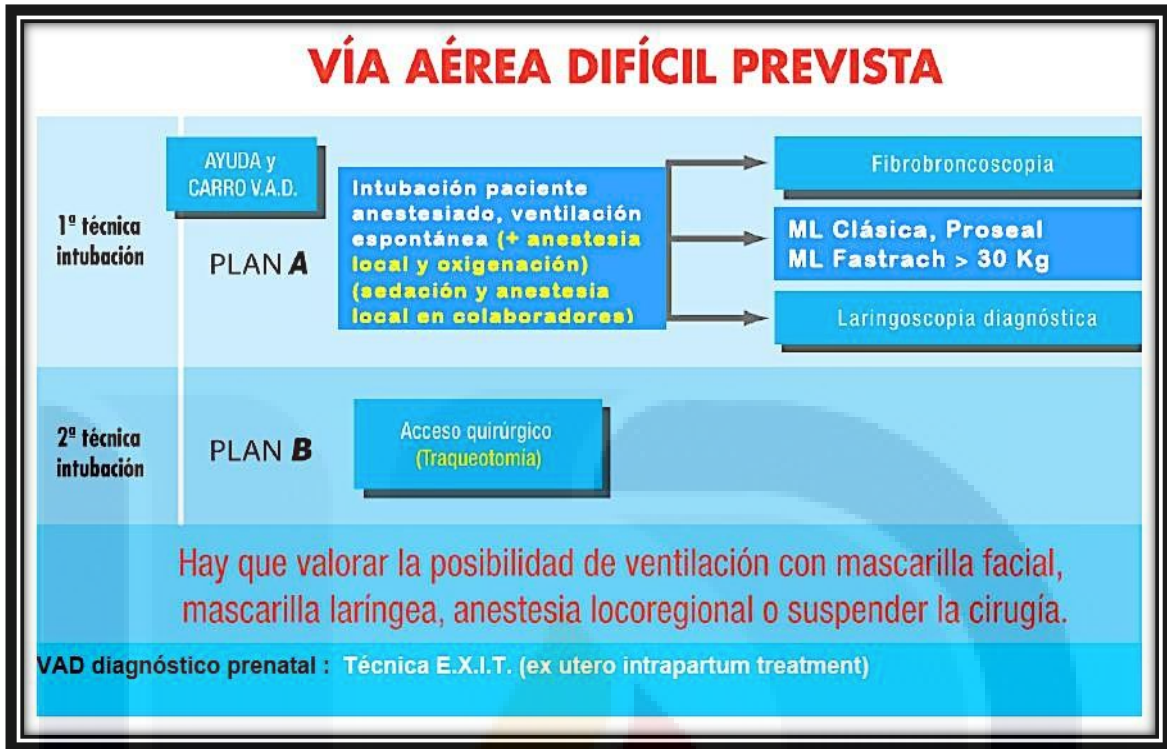 VÍA AÉREA DIFÍCIL PREVISTA
1ª técnica
intubación
AYUDA y
CARRO V.A.D.
PLAN A
Intubación paciente
anestesiado, ventilación
espontánea (+ anestesia
local y oxigenación)
(sedación y anestesia
local en colaboradores)
Fibrobroncoscopia
ML Clásica, Proseal
ML Fastrach > 30 Kg
Laringoscopia diagnóstica
2ª técnica
intubación
PLAN B
Acceso quirúrgico
(Traqueotomía)
Hay que valorar la posibilidad de ventilación con mascarilla facial,
mascarilla laríngea, anestesia locoregional o suspender la cirugía.
VAD diagnóstico prenatal : Técnica E.X.I.T. (ex utero intrapartum treatment)